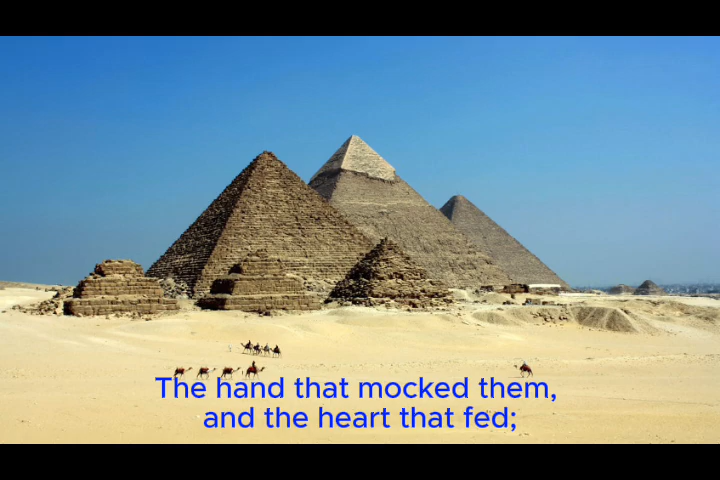 The hand that mocked them,
and the heart that fed;